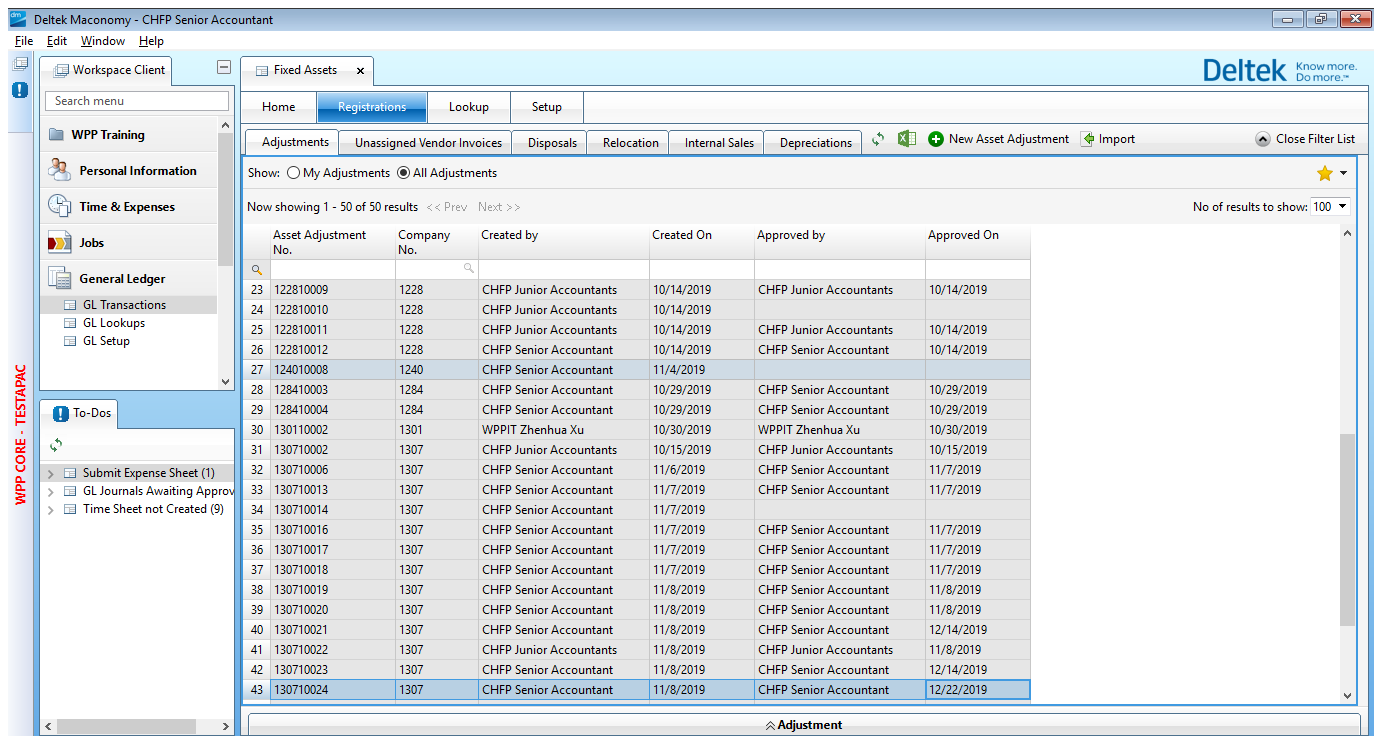 Deltek Maconomy - CHFP Senior Accountant
File Edit Window Help
Workspace Client
Fixed Assets
Deltek Know more. Do more.™
Search menu
Home Registrations Lookup Setup
WPP Training
Personal Information
Time & Expenses
Jobs
General Ledger
GL Transactions
GL Lookups
GL Setup
Adjustments Unassigned Vendor Invoices Disposals Relocation Internal Sales Depreciations New Asset Adjustment Import Close Filter List
Show: My Adjustments All Adjustments
Now showing 1 - 50 of 50 results << Prev Next >> No of results to show: 100
Asset Adjustment No. Company No. Created by Created On Approved by Approved On
23 122810009 1228 CHFP Junior Accountants 10/14/2019 CHFP Junior Accountants 10/14/2019
24 122810010 1228 CHFP Junior Accountants 10/14/2019
25 122810011 1228 CHFP Junior Accountants 10/14/2019 CHFP Junior Accountants 10/14/2019
26 122810012 1228 CHFP Senior Accountant 10/14/2019 CHFP Senior Accountant 10/14/2019
27 124010008 1240 CHFP Senior Accountant 11/4/2019
28 128410003 1284 CHFP Senior Accountant 10/29/2019 CHFP Senior Accountant 10/29/2019
29 128410004 1284 CHFP Senior Accountant 10/29/2019 CHFP Senior Accountant 10/29/2019
30 130110002 1301 WPPIT Zhenhua Xu 10/30/2019 WPPIT Zhenhua Xu 10/30/2019
31 130710002 1307 CHFP Junior Accountants 10/15/2019 CHFP Junior Accountants 10/15/2019
32 130710006 1307 CHFP Senior Accountant 11/6/2019 CHFP Senior Accountant 11/7/2019
33 130710013 1307 CHFP Senior Accountant 11/7/2019 CHFP Senior Accountant 11/7/2019
34 130710014 1307 CHFP Senior Accountant 11/7/2019
35 130710016 1307 CHFP Senior Accountant 11/7/2019 CHFP Senior Accountant 11/7/2019
36 130710017 1307 CHFP Senior Accountant 11/7/2019 CHFP Senior Accountant 11/7/2019
37 130710018 1307 CHFP Senior Accountant 11/7/2019 CHFP Senior Accountant 11/7/2019
38 130710019 1307 CHFP Senior Accountant 11/8/2019 CHFP Senior Accountant 11/8/2019
39 130710020 1307 CHFP Senior Accountant 11/8/2019 CHFP Senior Accountant 11/8/2019
40 130710021 1307 CHFP Senior Accountant 11/8/2019 CHFP Senior Accountant 12/14/2019
41 130710022 1307 CHFP Junior Accountants 11/8/2019 CHFP Junior Accountants 11/8/2019
42 130710023 1307 CHFP Senior Accountant 11/8/2019 CHFP Senior Accountant 12/14/2019
43 130710024 1307 CHFP Senior Accountant 11/8/2019 CHFP Senior Accountant 12/22/2019
Adjustment
To-Dos
Submit Expense Sheet (1)
GL Journals Awaiting Approv
Time Sheet not Created (9)
WPP CORE - TESTAPAC